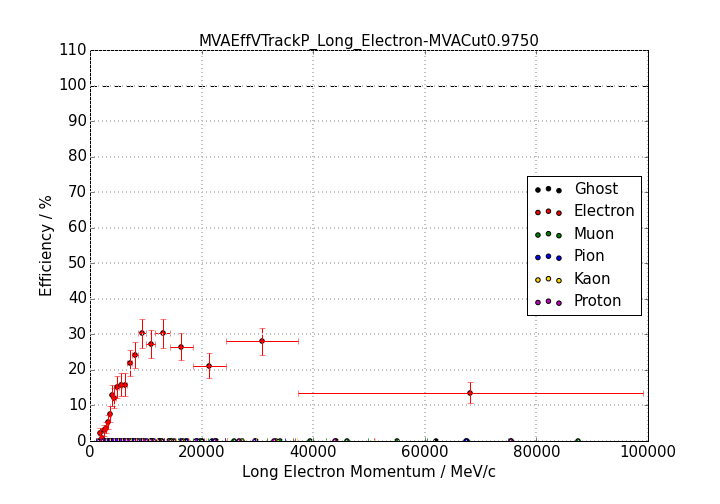 MVAEffVTrackP_Long_Electron-MVACut0.9750
110
100
90
80
70
60
50
40
30
20
10
0
Efficiency / %
Ghost
Electron
Muon
Pion
Kaon
Proton
0 20000 40000 60000 80000 100000
Long Electron Momentum / MeV/c